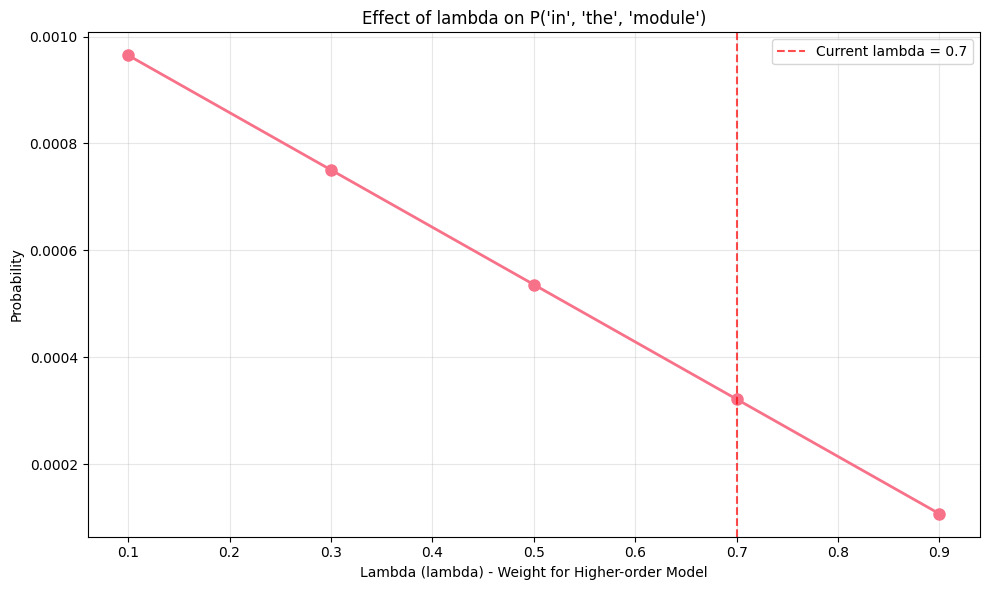 Effect of lambda on P('in', 'the', 'module')
Current lambda = 0.7
Probability
0.0010
0.0008
0.0006
0.0004
0.0002
0.1 0.2 0.3 0.4 0.5 0.6 0.7 0.8 0.9
Lambda (lambda) - Weight for Higher-order Model